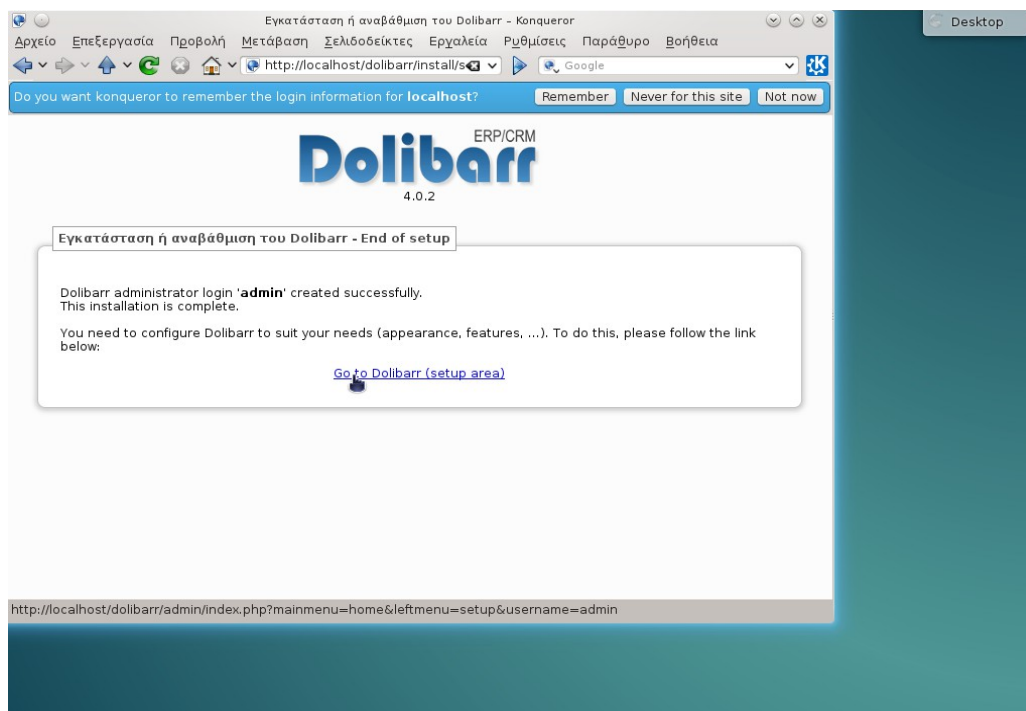 Εγκατάσταση ή αναβάθμιση του Dolibarr – Konqueror
Desktop
Αρχείο Επεξεργασία Προβολή Μετάβαση Σελιδοδείκτες Εργαλεία Ρυθμίσεις Παράθυρο Βοήθεια
http://localhost/dolibarr/install/s
Google
Do you want konqueror to remember the login information for localhost? Remember Never for this site Not now
Dolibarr ERP/CRM
4.0.2
Εγκατάσταση ή αναβάθμιση του Dolibarr - End of setup
Dolibarr administrator login 'admin' created successfully.
This installation is complete.
You need to configure Dolibarr to suit your needs (appearance, features, ...). To do this, please follow the link
below:
Go to Dolibarr (setup area)
http://localhost/dolibarr/admin/index.php?mainmenu=home&leftmenu=setup&username=admin